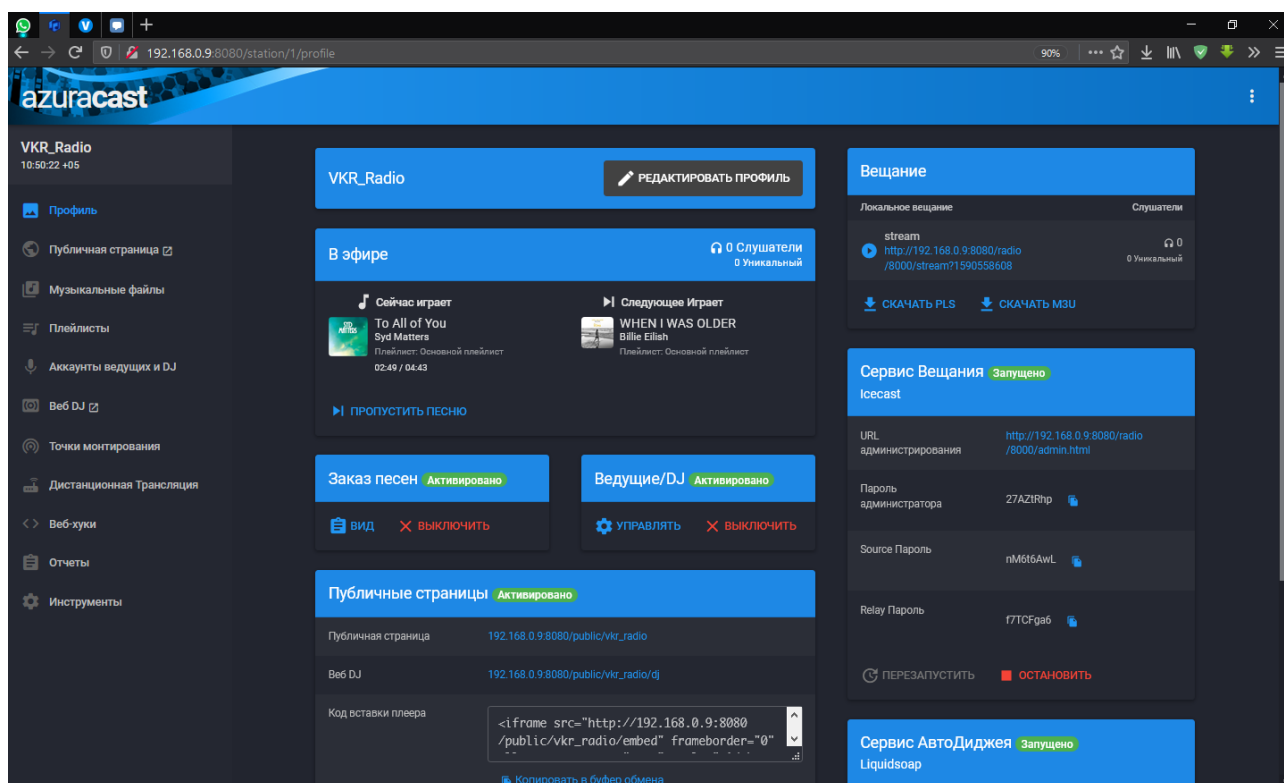 192.168.0.9:8080/station/1/profile
90%
azuracast
VKR_Radio
10:50:22 +05
Профиль
Публичная страница
Музыкальные файлы
Плейлисты
Аккаунты ведущих и DJ
Веб DJ
Точки монтирования
Дистанционная Трансляция
Веб-хуки
Отчеты
Инструменты
VKR_Radio
РЕДАКТИРОВАТЬ ПРОФИЛЬ
В эфире
0 Слушатели
0 Уникальный
Сейчас играет
To All of You
Syd Matters
Плейлист: Основной плейлист
02:49 / 04:43
Следующее Играет
WHEN I WAS OLDER
Billie Eilish
Плейлист: Основной плейлист
ПРОПУСТИТЬ ПЕСНЮ
Заказ песен Активировано
ВИД ВЫКЛЮЧИТЬ
Ведущие/DJ Активировано
УПРАВЛЯТЬ ВЫКЛЮЧИТЬ
Публичные страницы Активировано
Публичная страница 192.168.0.9:8080/public/vkr_radio
Веб DJ 192.168.0.9:8080/public/vkr_radio/dj
Код вставки плеера
<iframe src="http://192.168.0.9:8080
/public/vkr_radio/embed" frameborder="0"
Копировать в буфер обмена
Вещание
Локальное вещание Слушатели
stream
http://192.168.0.9:8080/radio
/8000/stream?1590558608
0
0 Уникальный
СКАЧАТЬ PLS СКАЧАТЬ M3U
Сервис Вещания Запущено
Icecast
URL
администрирования
http://192.168.0.9:8080/radio
/8000/admin.html
Пароль
администратора
27AZtRhp
Source Пароль
nM6t6AwL
Relay Пароль
f7TCFga6
ПЕРЕЗАПУСТИТЬ ОСТАНОВИТЬ
Сервис АвтоДиджея Запущено
Liquidsoap